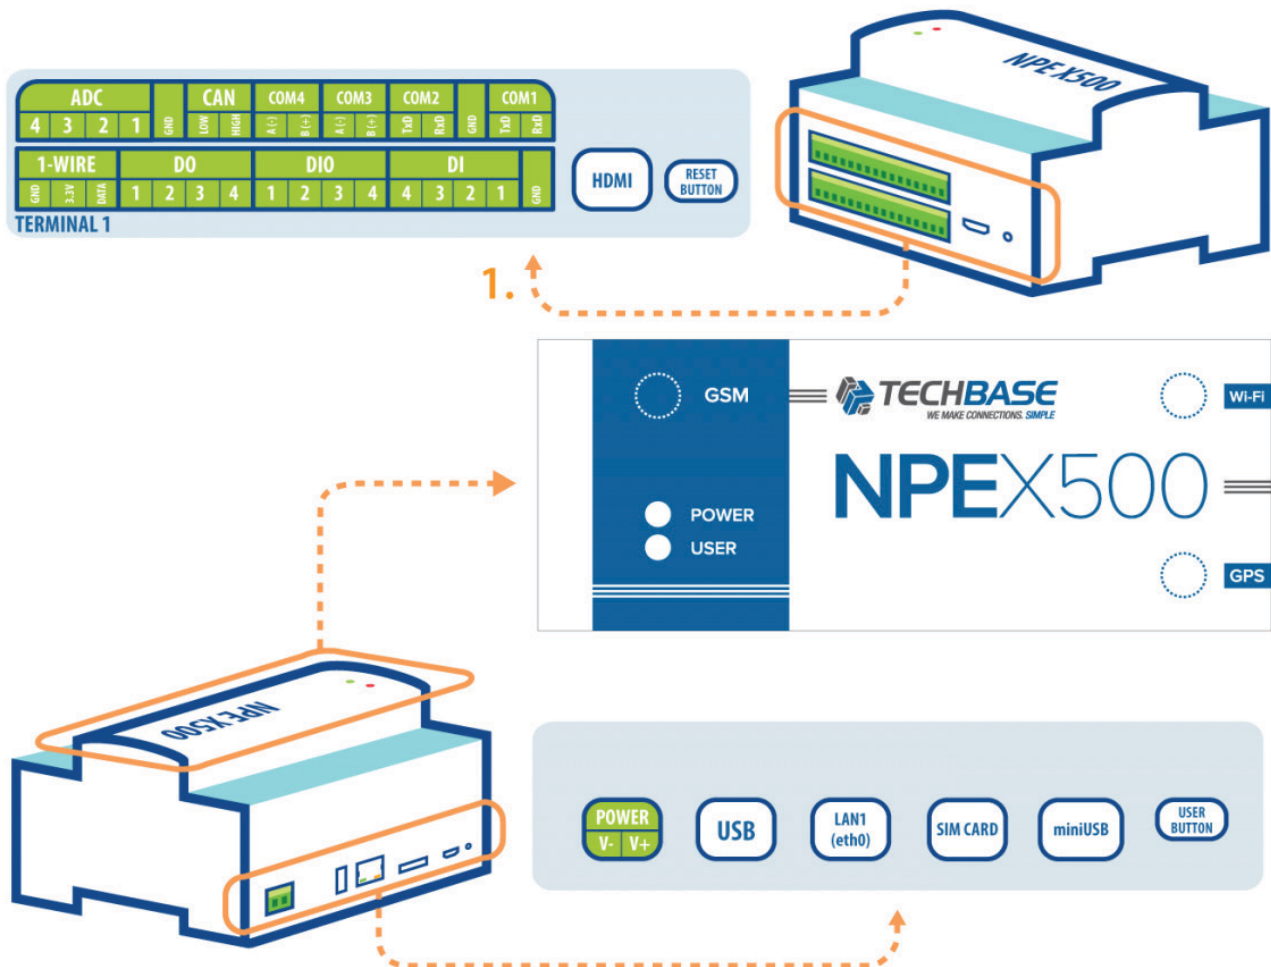 NPE X500
ADC CAN COM4 COM3 COM2 COM1
4 3 2 1 GND LOW HIGH A (-) B (+) A (-) B (+) TxD RxD GND TxD RxD
1-WIRE DO DIO DI
GND 3.3V DATA 1 2 3 4 1 2 3 4 4 3 2 1 GND
HDMI
RESET
BUTTON
TERMINAL 1
1.
GSM
TECHBASE
WE MAKE CONNECTIONS. SIMPLE
Wi-Fi
NPEX500
POWER
USER
GPS
NPE X500
POWER
V- V+
USB
LAN1
(eth0)
SIM CARD
miniUSB
USER
BUTTON